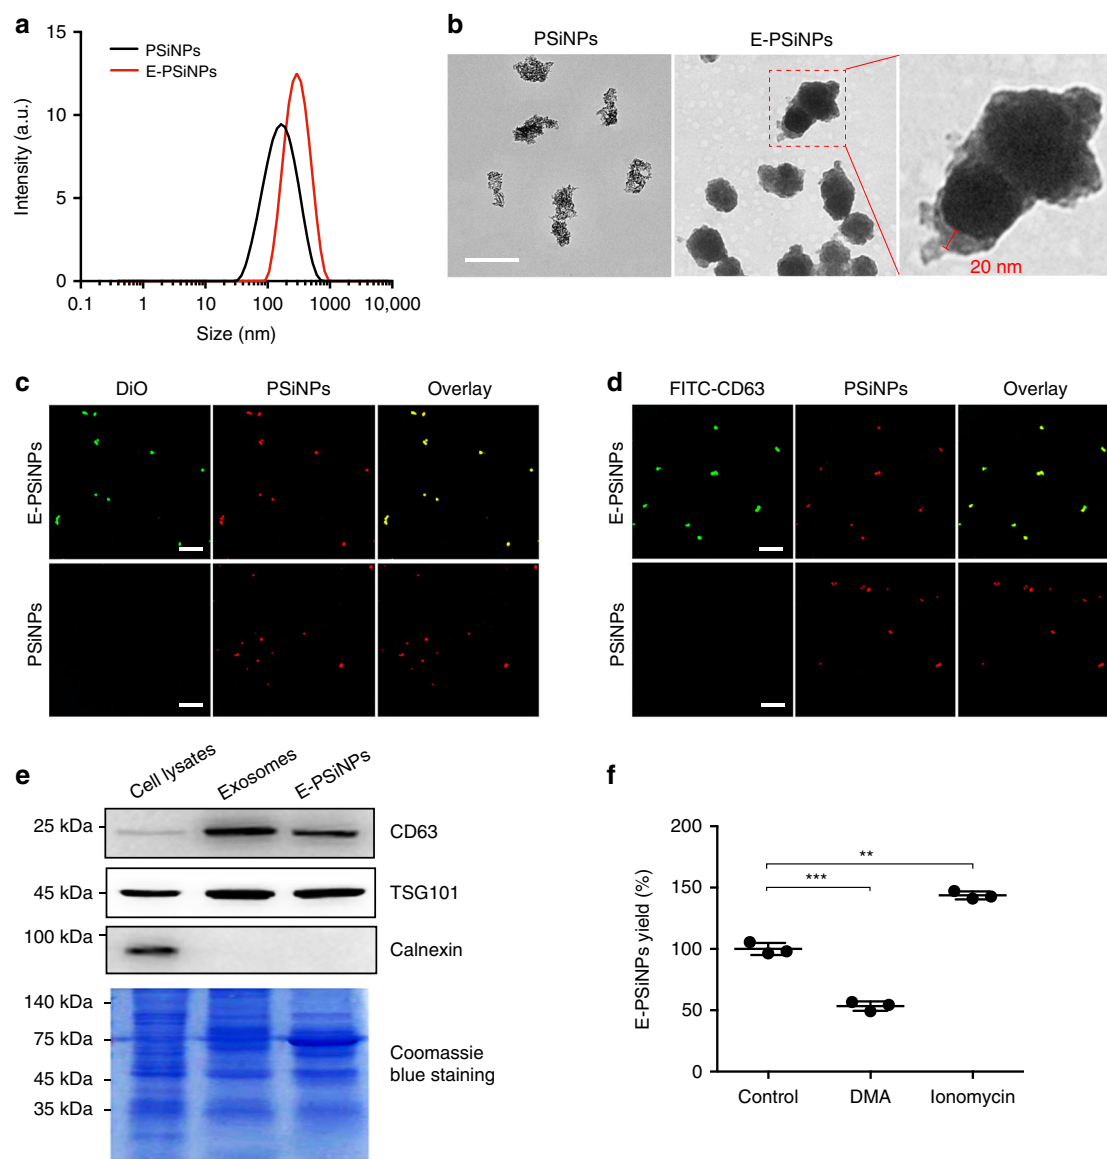 a
15
10
5
0
Intensity (a.u.)
PSiNPs
E-PSiNPs
0.1 1 10 100 1000 10,000
Size (nm)
b
PSiNPs E-PSiNPs
20 nm
c
DiO PSiNPs Overlay
E-PSiNPs
PSiNPs
d
FITC-CD63 PSiNPs Overlay
E-PSiNPs
PSiNPs
e
Cell lysates Exosomes E-PSiNPs
25 kDa CD63
45 kDa TSG101
100 kDa Calnexin
140 kDa
75 kDa
45 kDa
35 kDa
Coomassie
blue staining
f
200
150
100
50
0
E-PSiNPs yield (%)
**
***
Control DMA Ionomycin